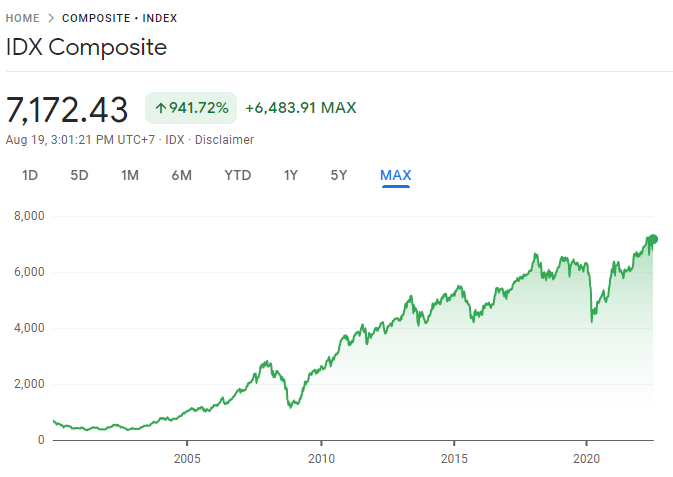 HOME > COMPOSITE • INDEX
IDX Composite
7,172.43 ↑ 941.72% +6,483.91 MAX
Aug 19, 3:01:21 PM UTC+7 · IDX · Disclaimer
1D 5D 1M 6M YTD 1Y 5Y MAX
8,000
6,000
4,000
2,000
0
2005 2010 2015 2020